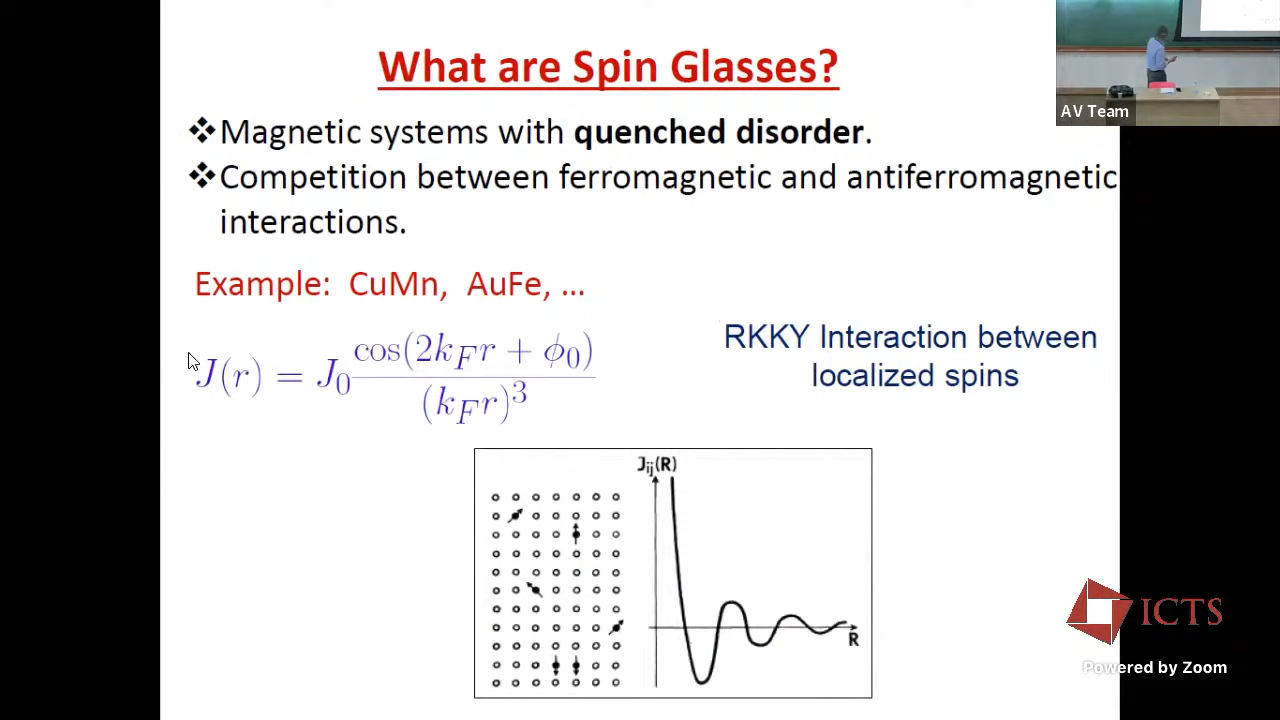 What are Spin Glasses?
AV Team
❖Magnetic systems with quenched disorder.
❖Competition between ferromagnetic and antiferromagnetic
interactions.
Example: CuMn, AuFe, ...
J(r) = J₀ cos(2k_F r + ϕ₀) / (k_F r)³
RKKY Interaction between
localized spins
Jij(R)
R
ICTS
Powered by Zoom